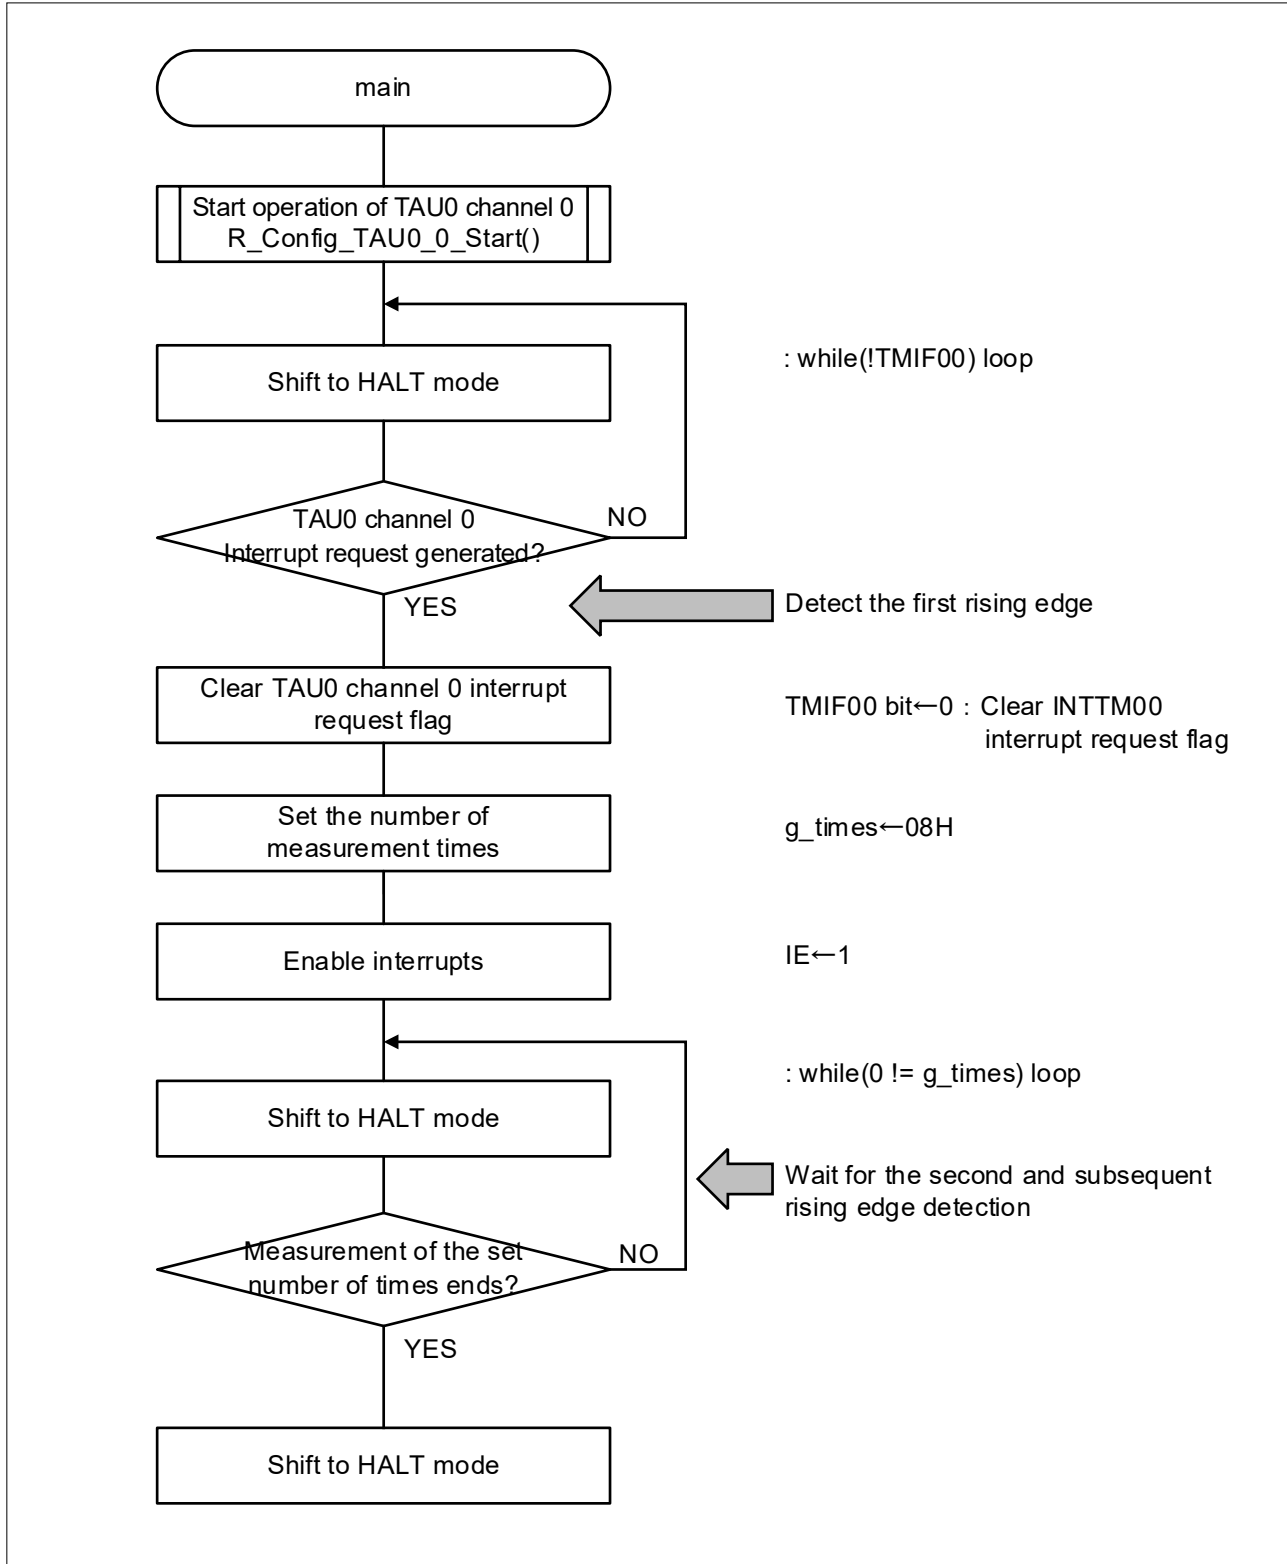 main
Start operation of TAU0 channel 0
R_Config_TAU0_0_Start()
Shift to HALT mode
: while(!TMIF00) loop
TAU0 channel 0
Interrupt request generated?
NO
YES
Detect the first rising edge
Clear TAU0 channel 0 interrupt
request flag
TMIF00 bit←0 : Clear INTTM00
interrupt request flag
Set the number of
measurement times
g_times←08H
Enable interrupts
IE←1
: while(0 != g_times) loop
Shift to HALT mode
Wait for the second and subsequent
rising edge detection
Measurement of the set
number of times ends?
NO
YES
Shift to HALT mode